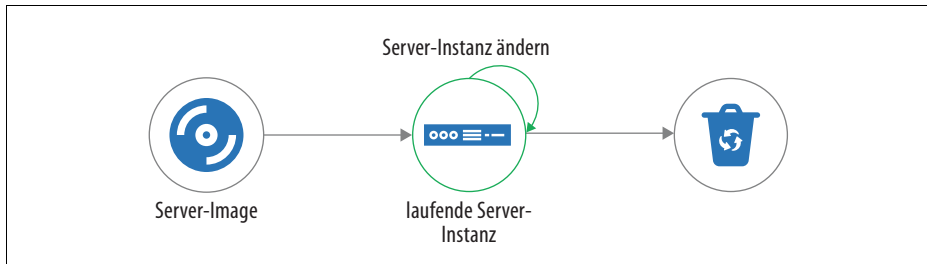 Server-Instanz ändern
Server-Image
laufende Server-
Instanz